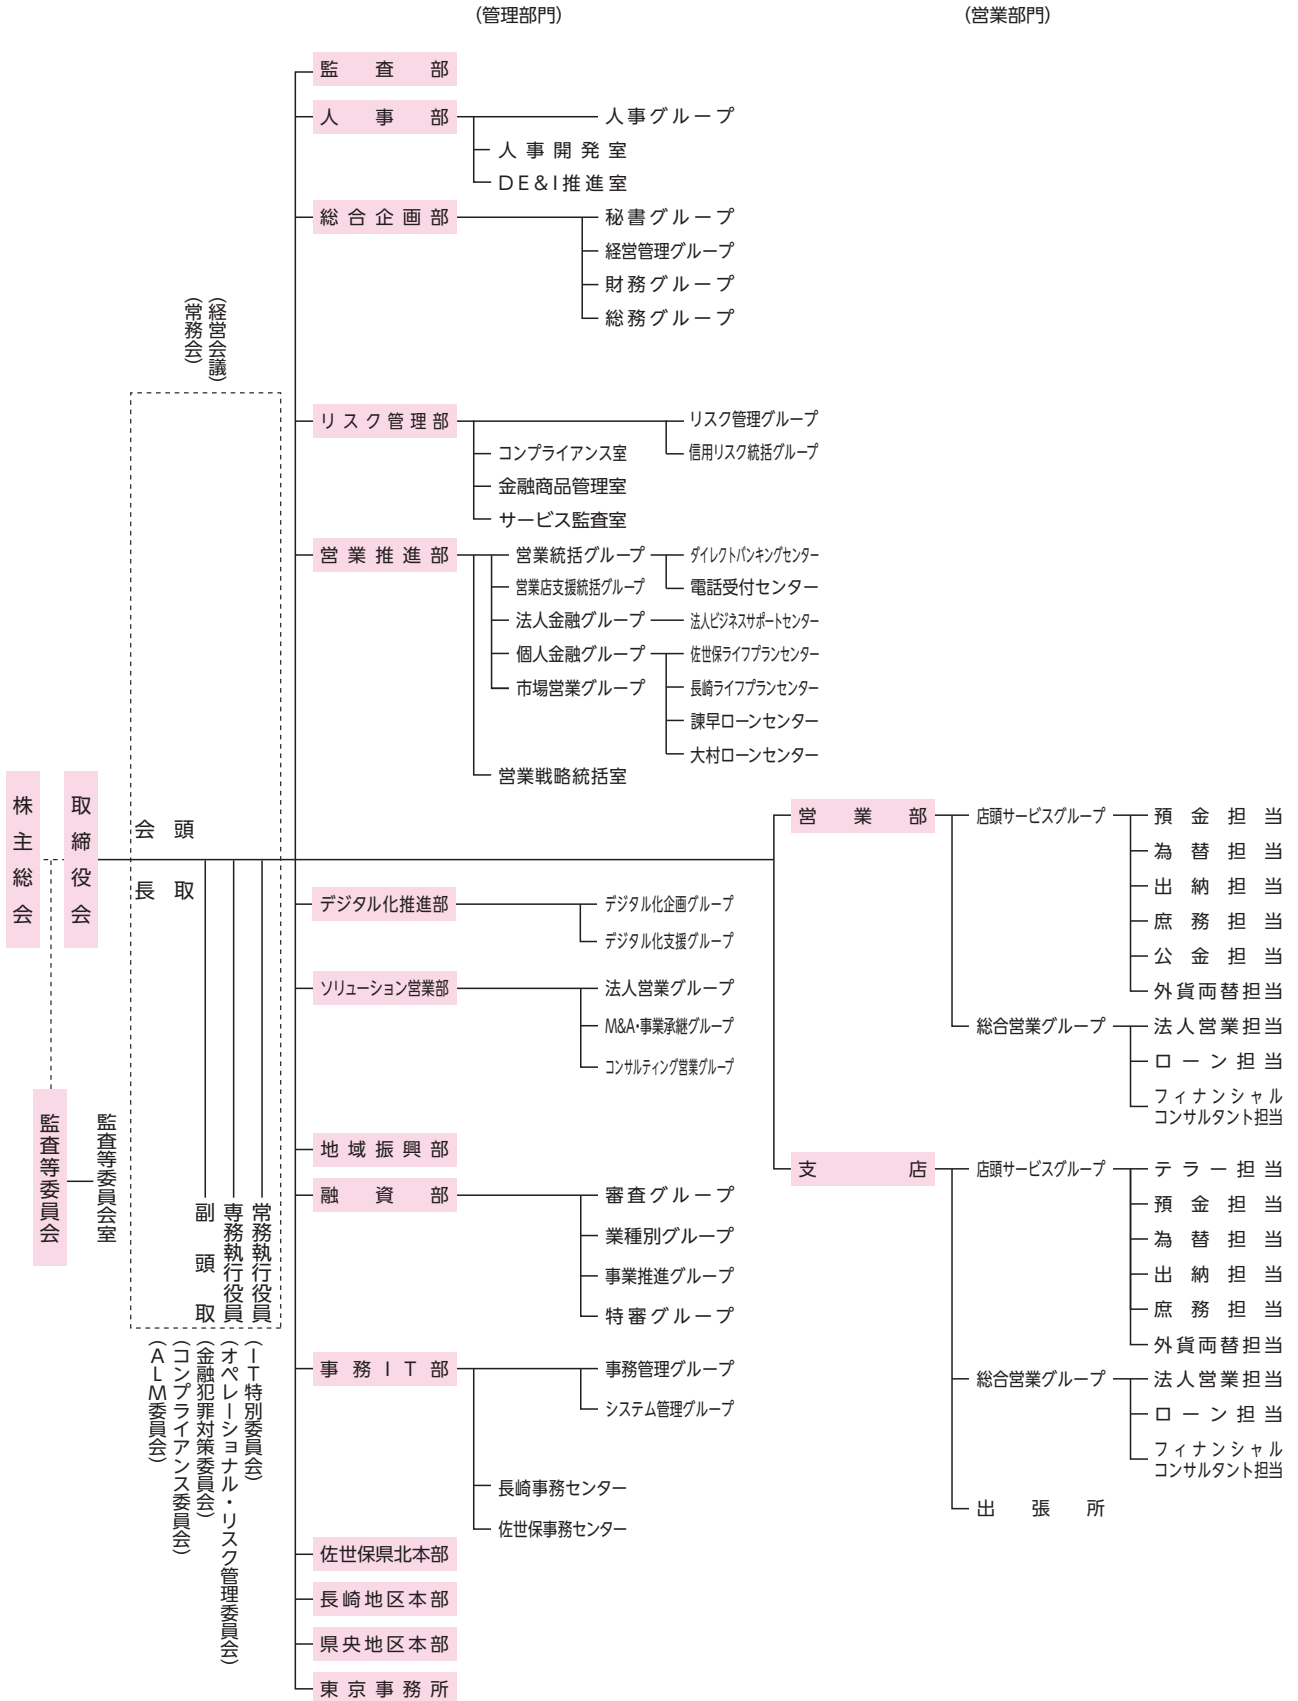 (管理部門)
(営業部門)
監査部
人事部
人事グループ
人事開発室
DE&I推進室
総合企画部
秘書グループ
経営管理グループ
財務グループ
総務グループ
(経営会議)
(常務会)
リスク管理部
リスク管理グループ
信用リスク統括グループ
コンプライアンス室
金融商品管理室
サービス監査室
営業推進部
営業統括グループ
ダイレクトバンキングセンター
電話受付センター
営業店支援統括グループ
法人金融グループ
法人ビジネスサポートセンター
個人金融グループ
佐世保ライフプランセンター
長崎ライフプランセンター
諫早ローンセンター
大村ローンセンター
市場営業グループ
営業戦略統括室
株主総会
取締役会
会長
頭取
副頭取
専務執行役員
常務執行役員
監査等委員会
監査等委員会室
(IT特別委員会)
(オペレーショナル・リスク管理委員会)
(金融犯罪対策委員会)
(コンプライアンス委員会)
(ALM委員会)
デジタル化推進部
デジタル化企画グループ
デジタル化支援グループ
ソリューション営業部
法人営業グループ
M&A・事業承継グループ
コンサルティング営業グループ
地域振興部
融資部
審査グループ
業種別グループ
事業推進グループ
特審グループ
事務IT部
事務管理グループ
システム管理グループ
長崎事務センター
佐世保事務センター
佐世保県北本部
長崎地区本部
県央地区本部
東京事務所
営業部
店頭サービスグループ
預金担当
為替担当
出納担当
庶務担当
公金担当
外貨両替担当
総合営業グループ
法人営業担当
ローン担当
フィナンシャル
コンサルタント担当
支店
店頭サービスグループ
テラー担当
預金担当
為替担当
出納担当
庶務担当
外貨両替担当
総合営業グループ
法人営業担当
ローン担当
フィナンシャル
コンサルタント担当
出張所